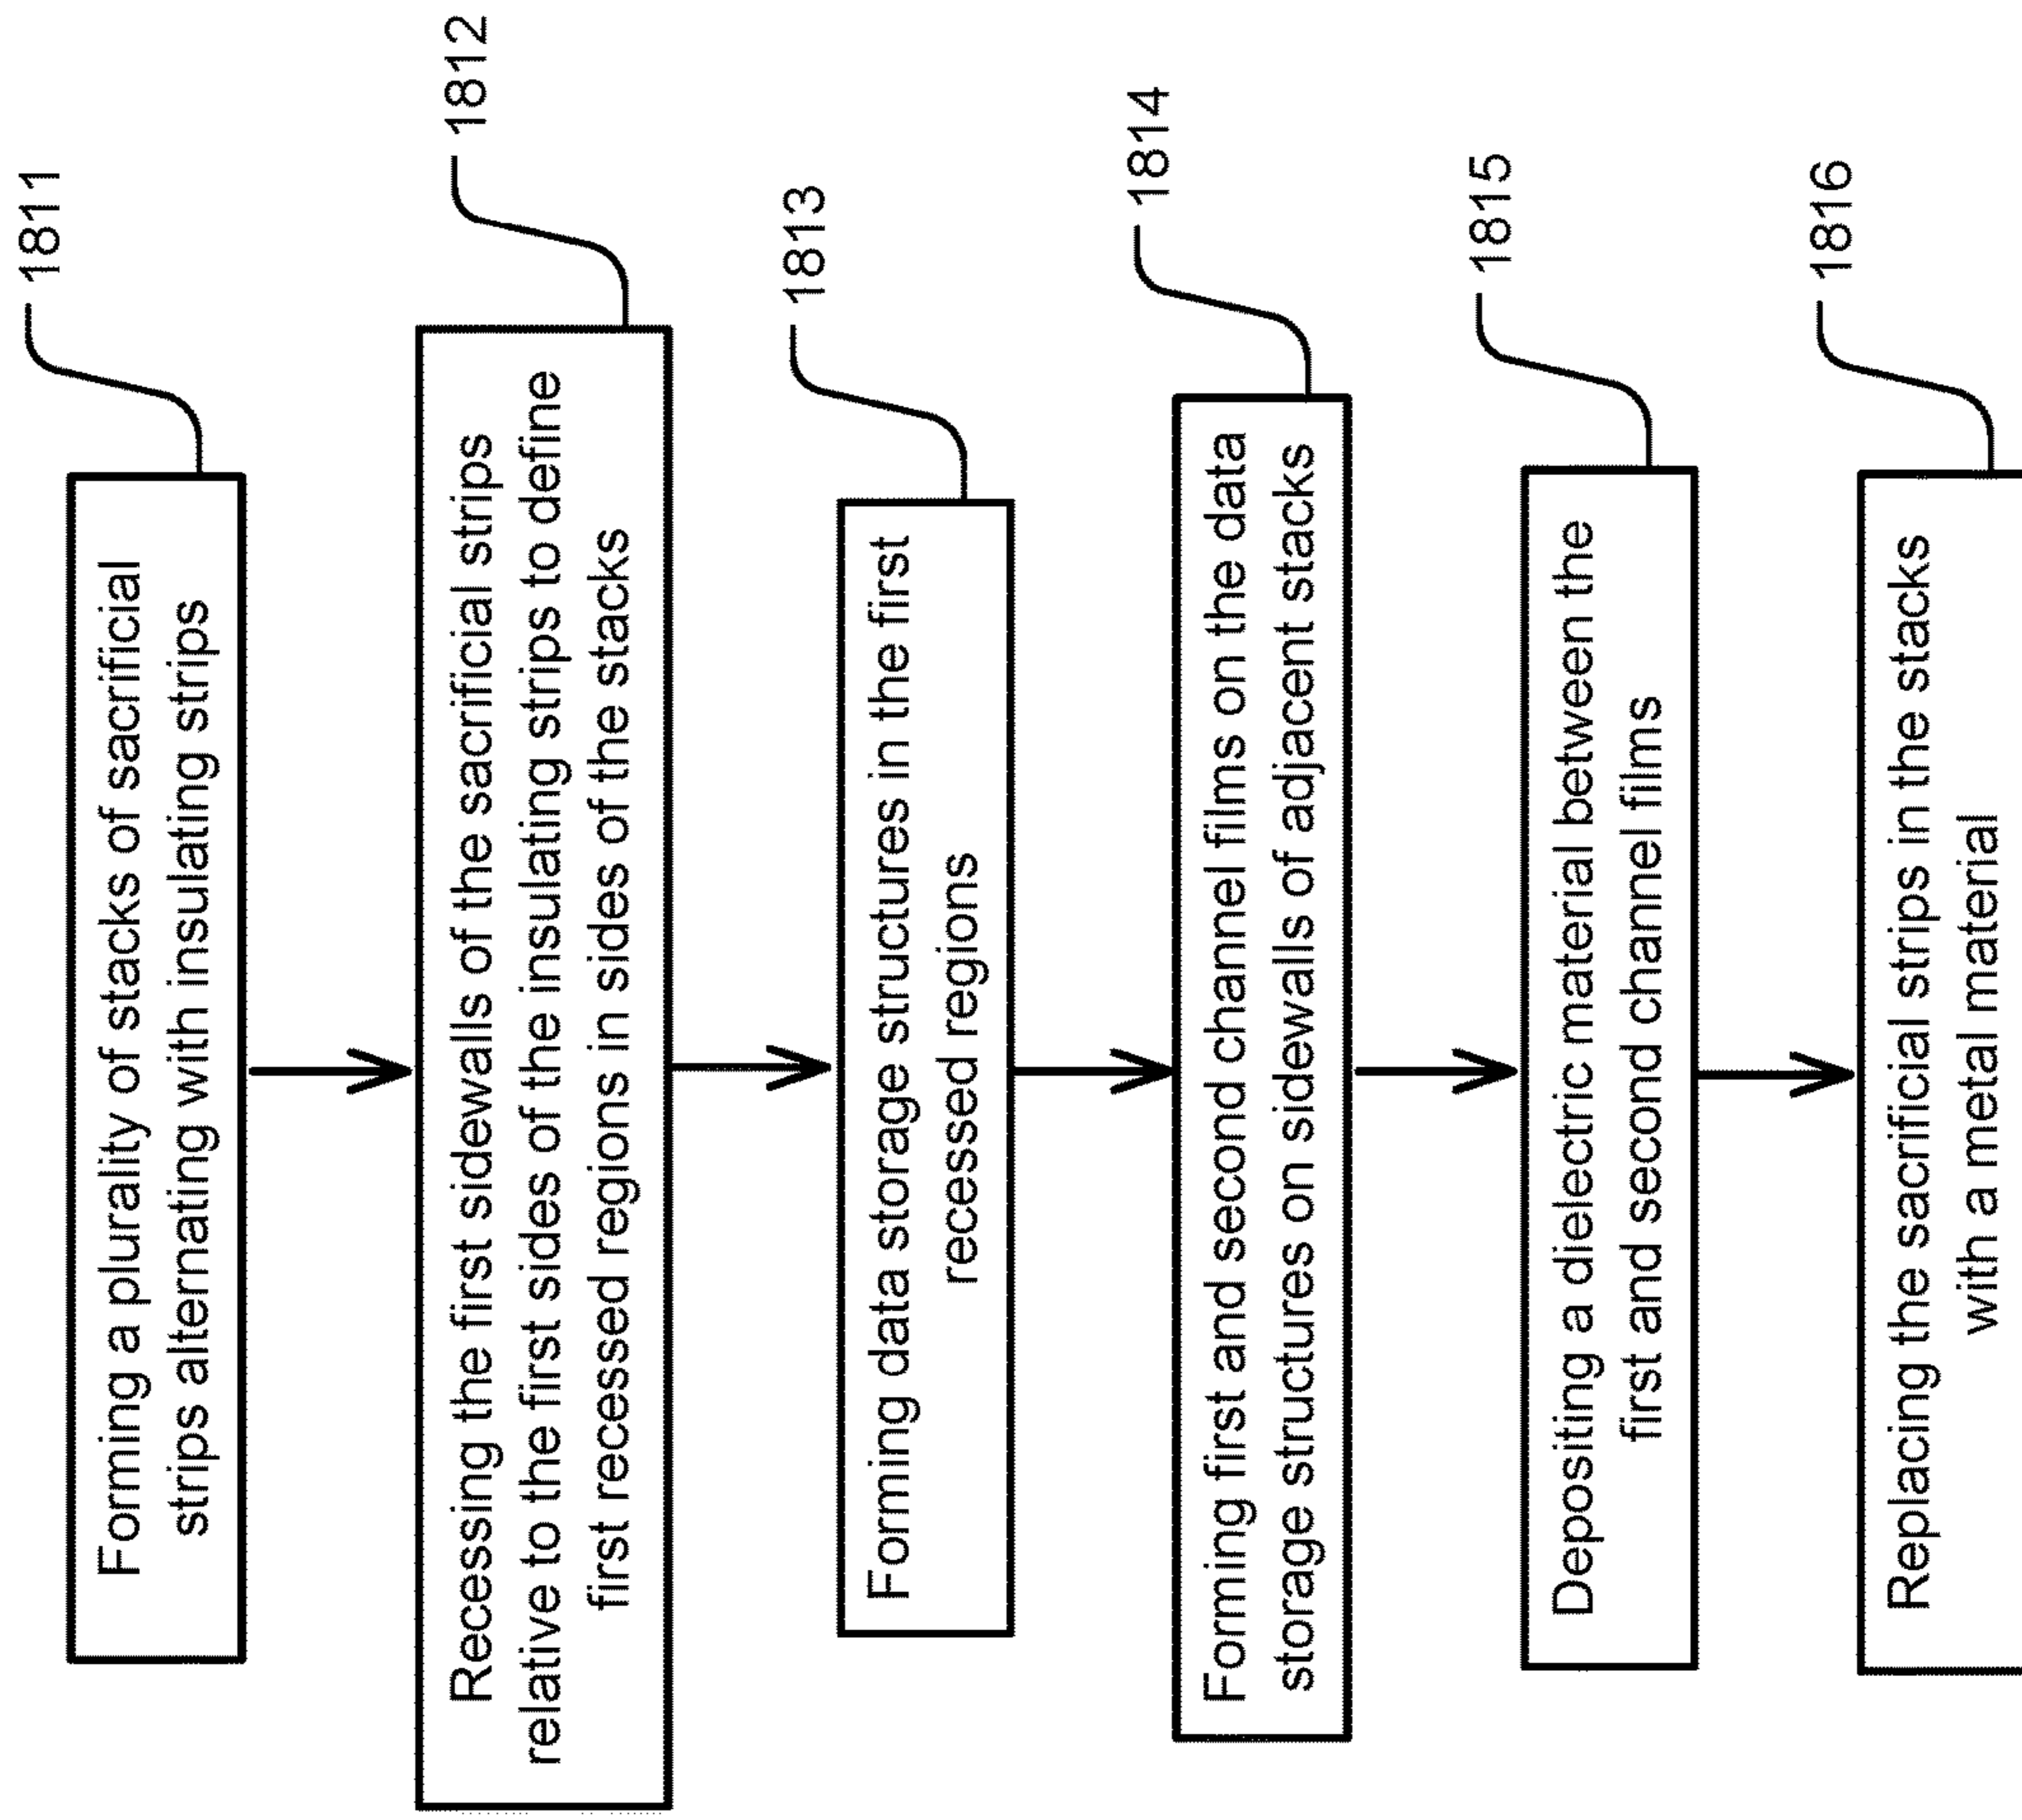 1811
Forming a plurality of stacks of sacrificial
strips alternating with insulating strips
1812
Recessing the first sidewalls of the sacrificial strips
relative to the first sides of the insulating strips to define
first recessed regions in sides of the stacks
1813
Forming data storage structures in the first
recessed regions
1814
Forming first and second channel films on the data
storage structures on sidewalls of adjacent stacks
1815
Depositing a dielectric material between the
first and second channel films
1816
Replacing the sacrificial strips in the stacks
with a metal material